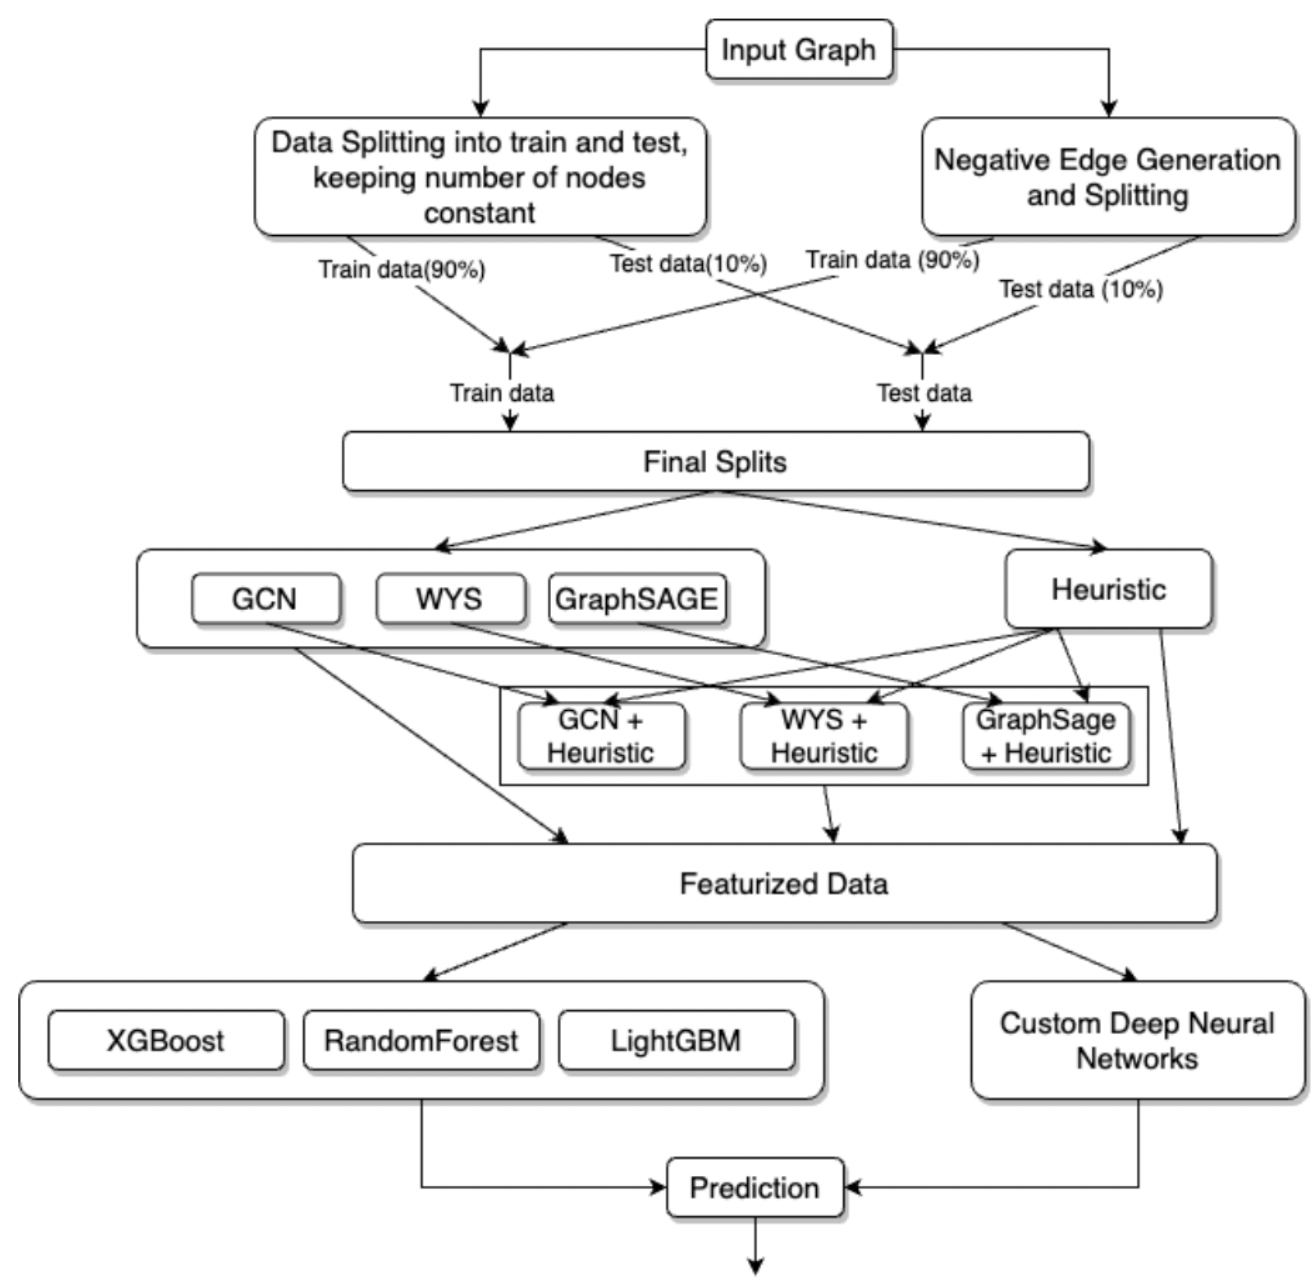 Input Graph
Data Splitting into train and test,
keeping number of nodes
constant
Negative Edge Generation
and Splitting
Train data(90%)
Test data(10%)
Train data (90%)
Test data (10%)
Train data
Test data
Final Splits
GCN
WYS
GraphSAGE
Heuristic
GCN +
Heuristic
WYS +
Heuristic
GraphSage
+ Heuristic
Featurized Data
XGBoost
RandomForest
LightGBM
Custom Deep Neural
Networks
Prediction